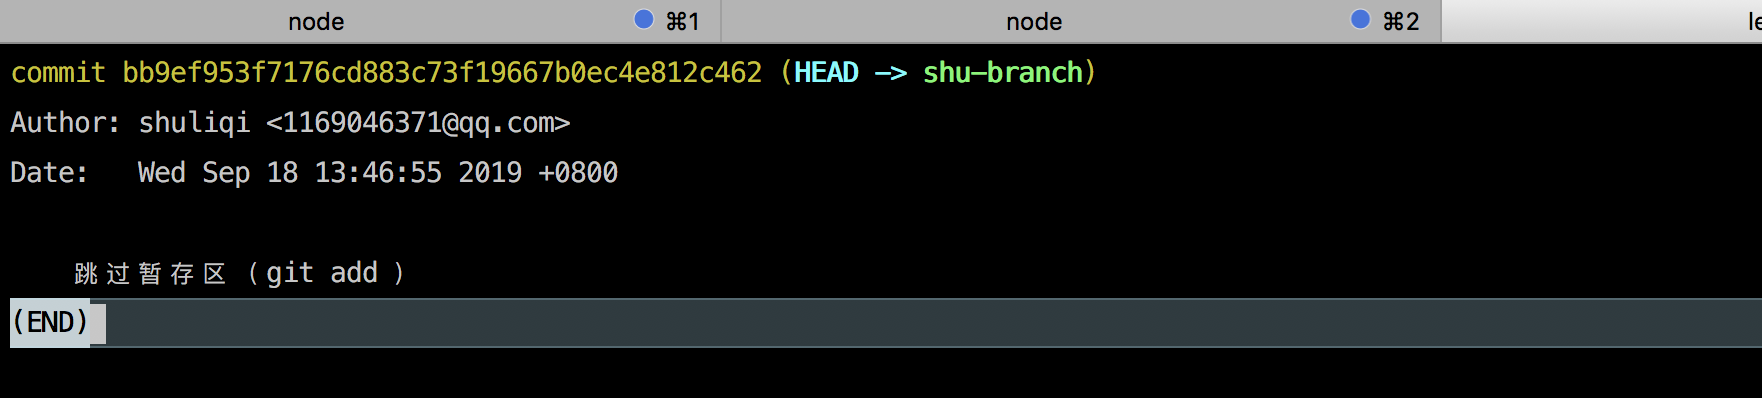 node ⌘1 node ⌘2 le
commit bb9ef953f7176cd883c73f19667b0ec4e812c462 (HEAD -> shu-branch)
Author: shuliqi <1169046371@qq.com>
Date:   Wed Sep 18 13:46:55 2019 +0800
跳过暂存区（git add ）
(END)